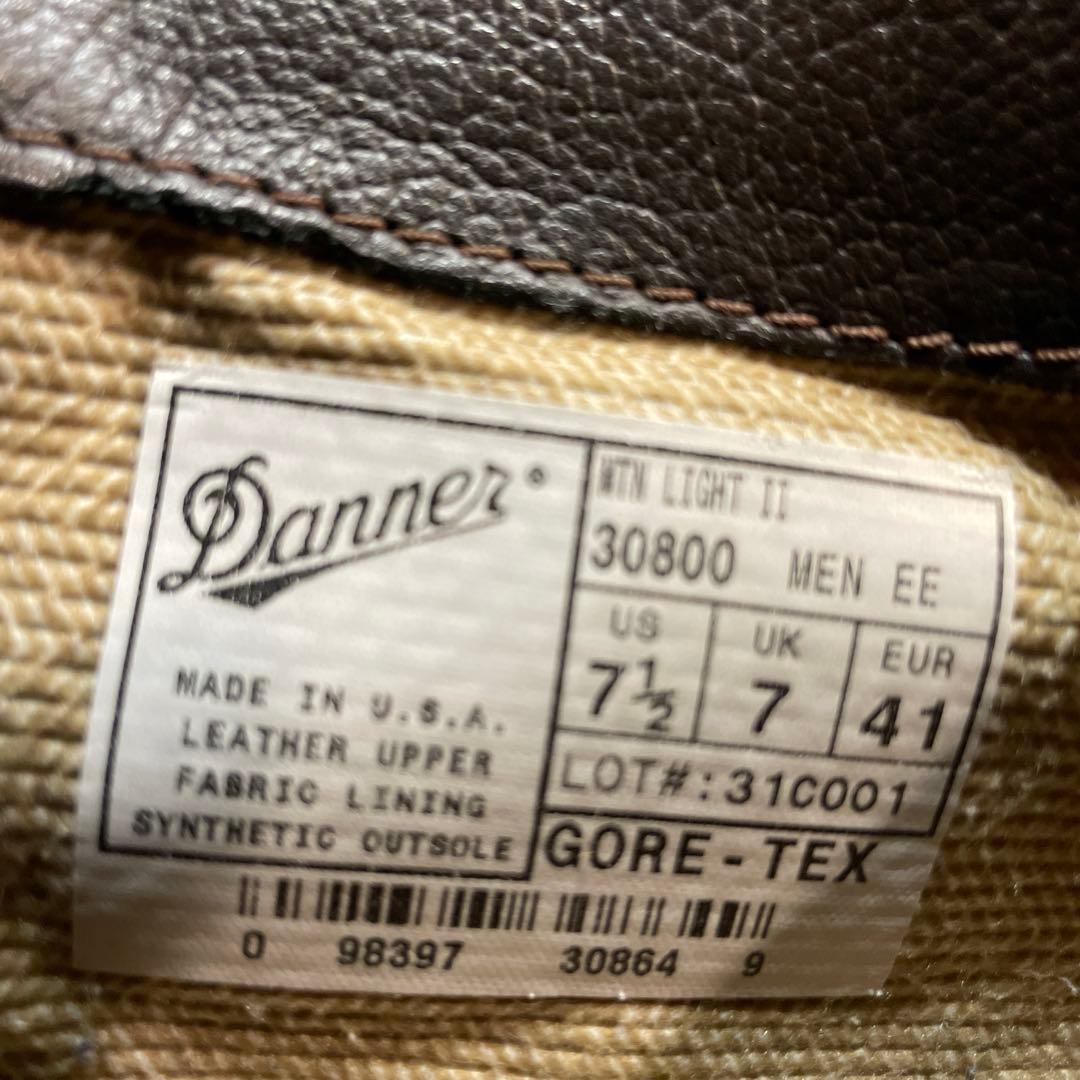 Danner®
MADE IN U.S.A.
LEATHER UPPER
FABRIC LINING
SYNTHETIC OUTSOLE
MTN LIGHT II
30800 MEN EE
US UK EUR
7½ 7 41
LOT#:31C001
GORE-TEX
0 98397 30864 9